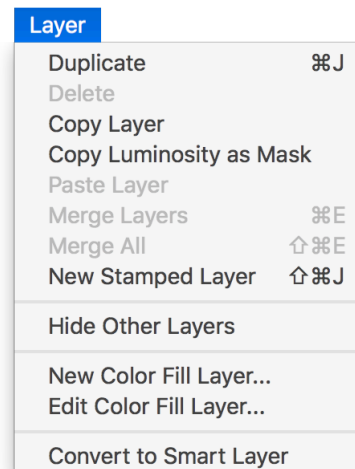 Layer
Duplicate ⌘J
Delete
Copy Layer
Copy Luminosity as Mask
Paste Layer
Merge Layers ⌘E
Merge All ⇧⌘E
New Stamped Layer ⇧⌘J
Hide Other Layers
New Color Fill Layer...
Edit Color Fill Layer...
Convert to Smart Layer